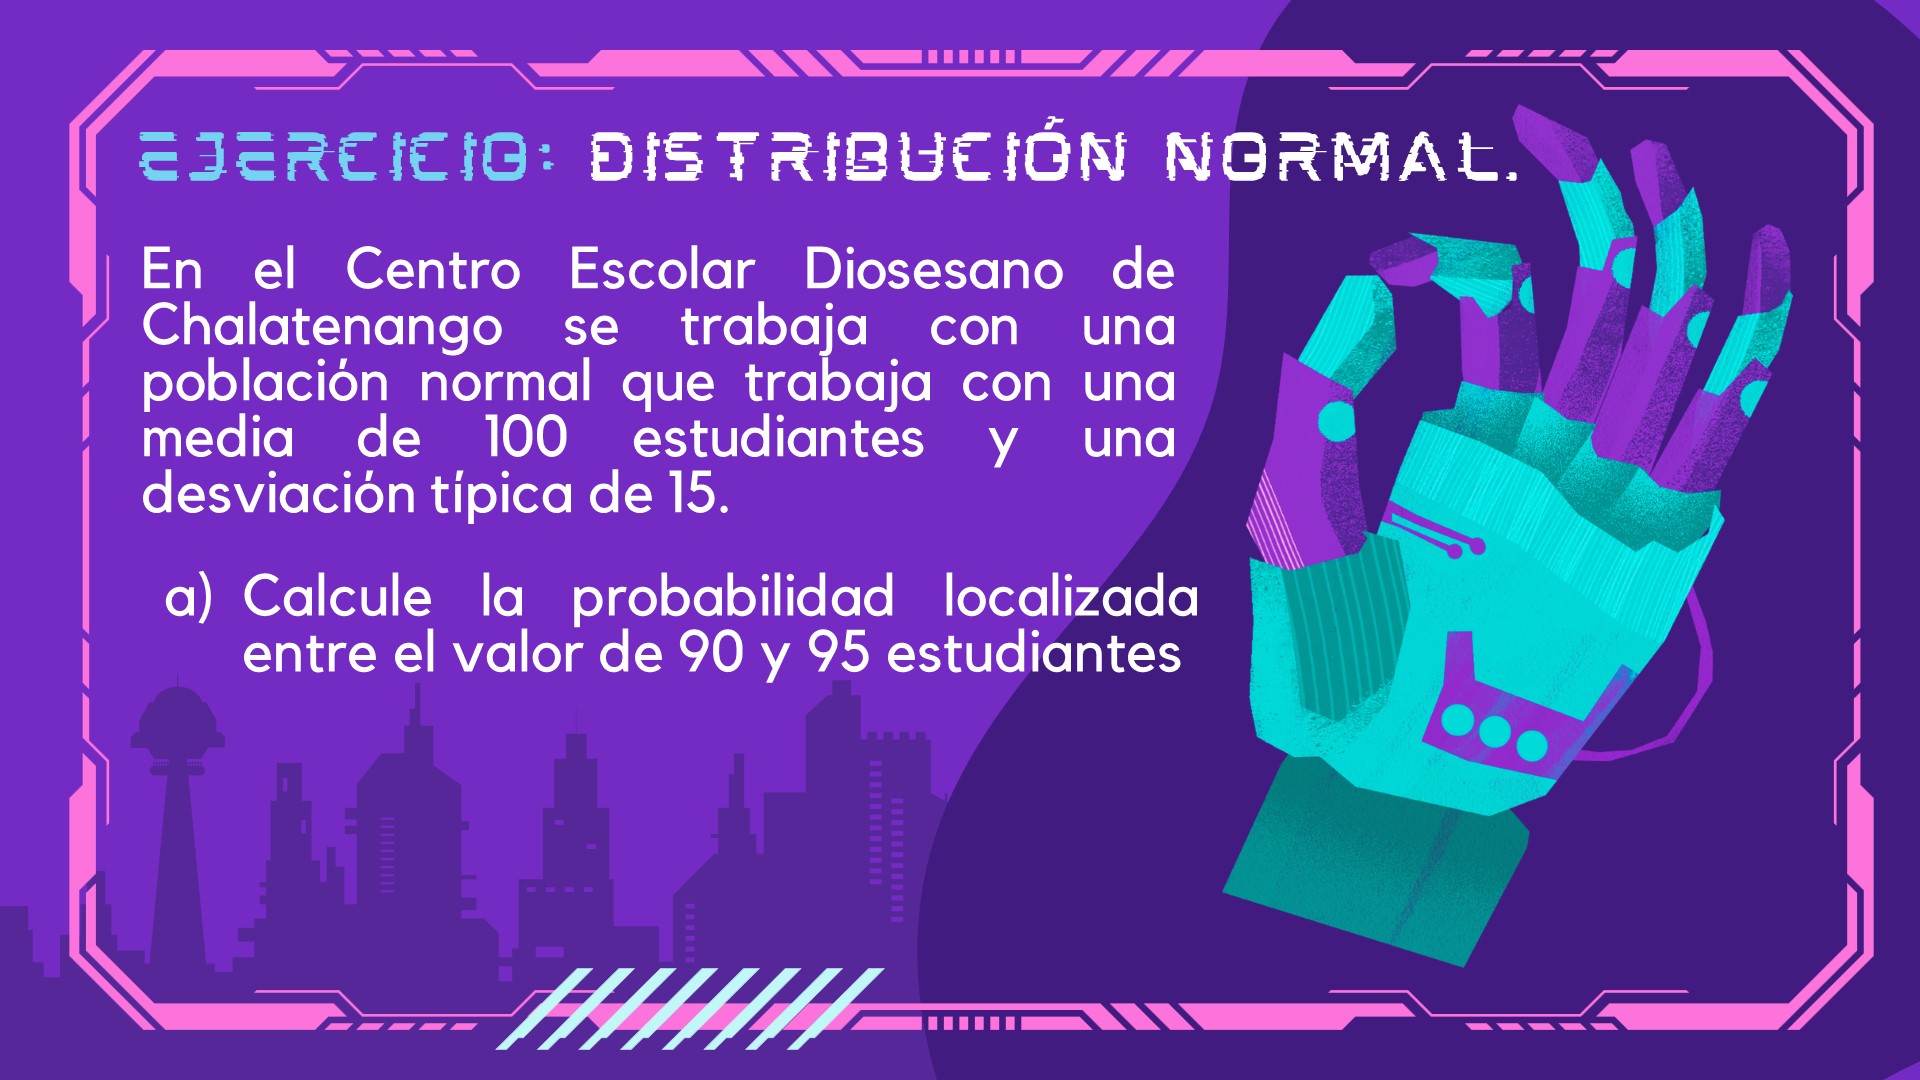 EJERCICIO: DISTRIBUCIÓN NORMAL.
En el Centro Escolar Diosesano de
Chalatenango se trabaja con una
población normal que trabaja con una
media de 100 estudiantes y una
desviación típica de 15.
a) Calcule la probabilidad localizada
entre el valor de 90 y 95 estudiantes